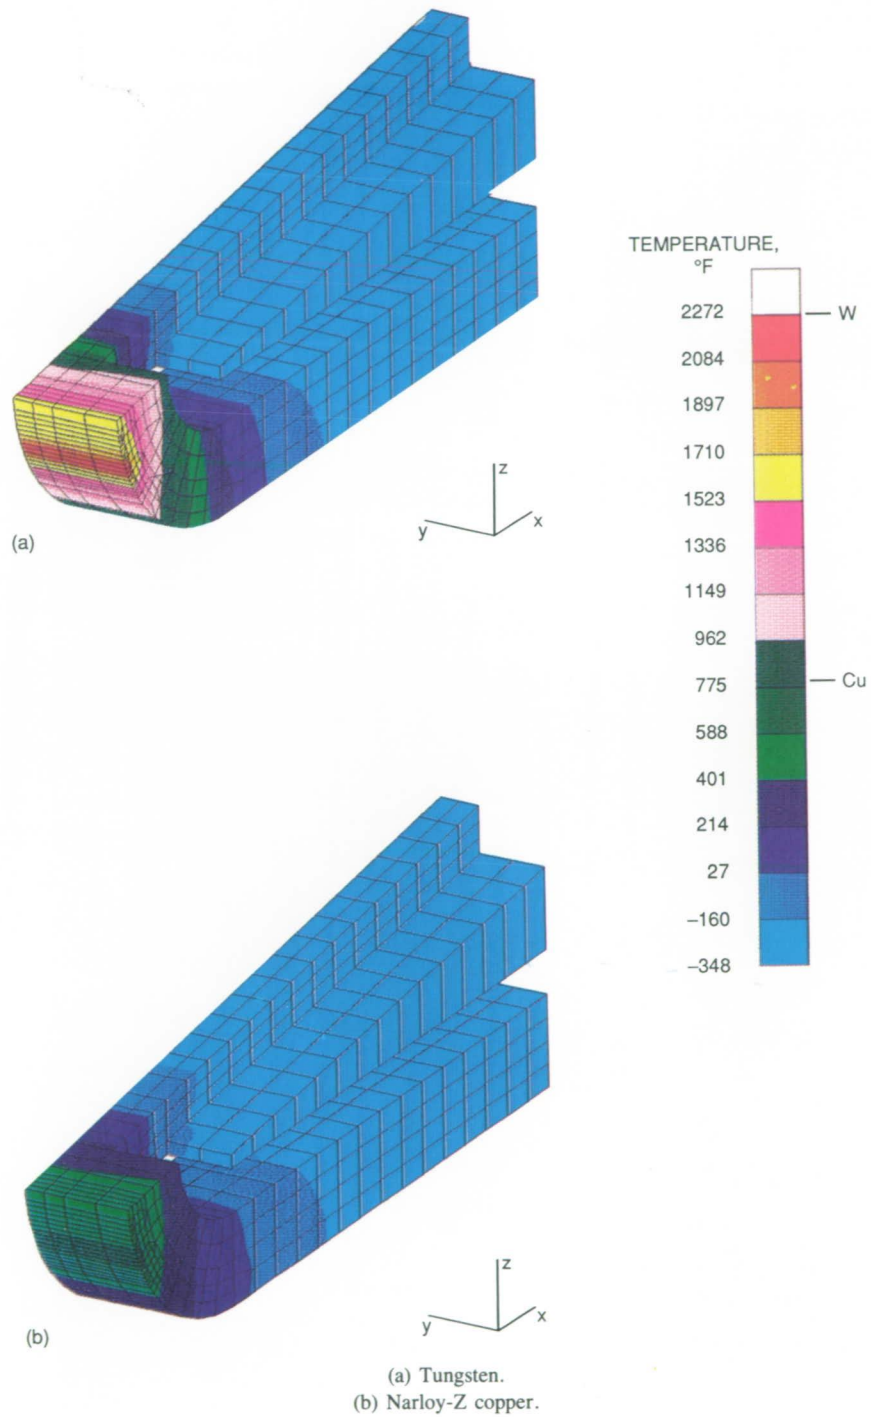 TEMPERATURE,
°F
2272 W
2084
1897
1710
1523
1336
1149
962
775 Cu
588
401
214
27
−160
−348
z
y x
(a)
z
y x
(b)
(a) Tungsten.
(b) Narloy-Z copper.